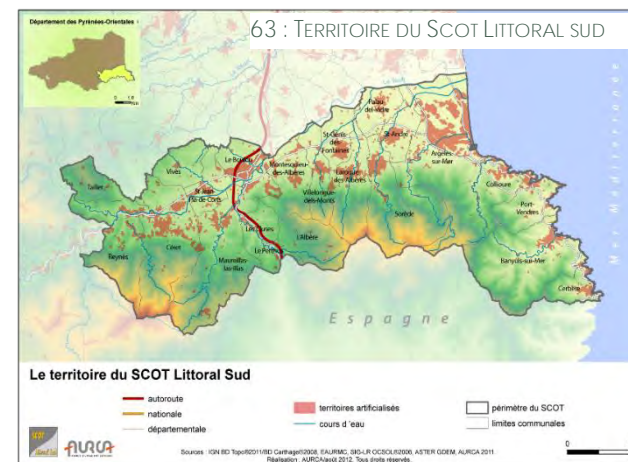 Département des Pyrénées-Orientales
63 : TERRITOIRE DU SCOT LITTORAL SUD
Palau
del-Vidre
St-Génis
des
Fontaines
St-André
Argelès
sur-Mer
Le Boulou
Montesquieu
des-Albères
Laroque
des Albères
Villelongue
dels-Monts
Sorède
Collioure
Port-
Vendres
Banyuls-sur-Mer
Cerbère
Taillet
Vivès
St Jean
Pla-de-Corts
Les Cluses
L'Albère
Le Perthus
Céret
Reynès
Maureillas
las-Illas
Espagne
Le territoire du SCOT Littoral Sud
autoroute
nationale
départementale
territoires artificialisés
cours d'eau
périmètre du SCOT
limites communales
SCOT
AURCA
Sources : IGN BD Topo®2011/BD Carthage®2008, EAURMC, SIG-LR OCSOL®2006, ASTER GDEM, AURCA 2011
Réalisation : AURCA/août 2012. Tous droits réservés.
0